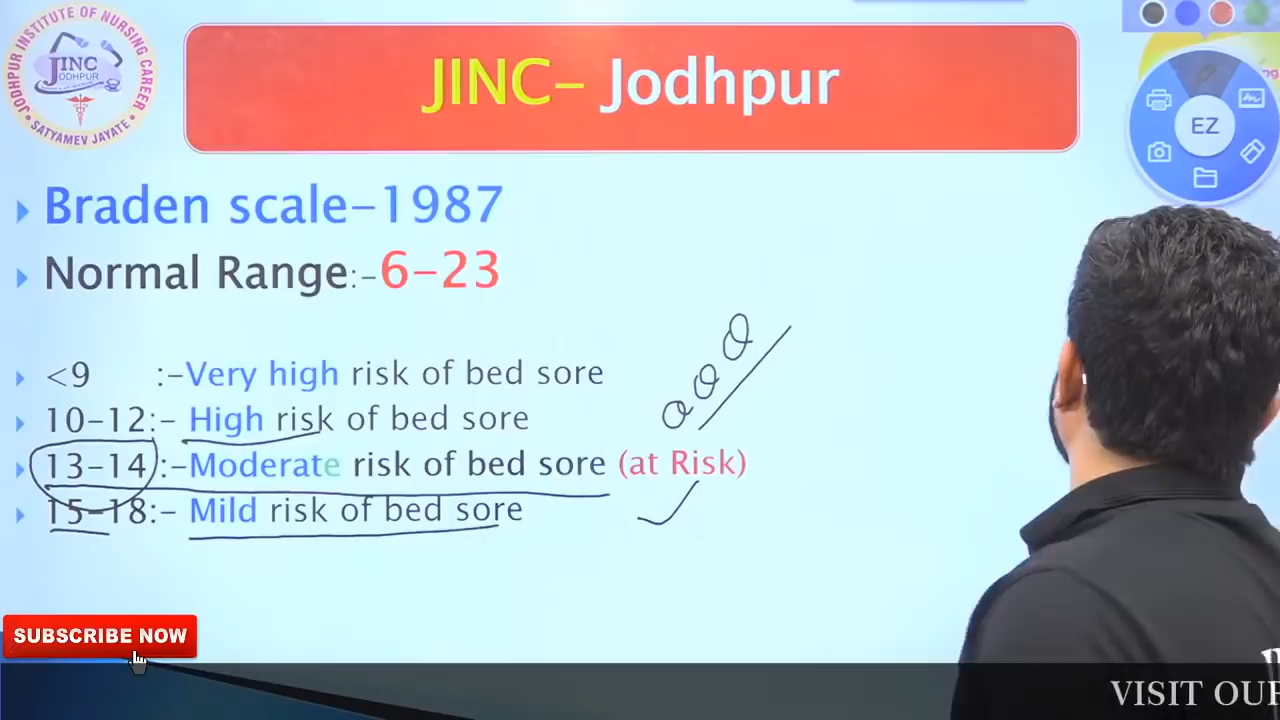 JODHPUR INSTITUTE OF NURSING CAREER
JINC
JODHPUR
SATYAMEV JAYATE
JINC- Jodhpur
EZ
Braden scale-1987
Normal Range:-6-23
<9 :-Very high risk of bed sore
10-12:- High risk of bed sore
13-14:-Moderate risk of bed sore (at Risk)
15-18:- Mild risk of bed sore
SUBSCRIBE NOW
VISIT OUR